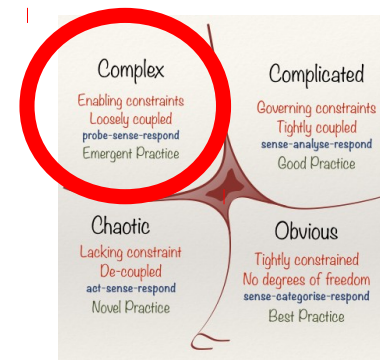 Complex
Enabling constraints
Loosely coupled
probe-sense-respond
Emergent Practice
Complicated
Governing constraints
Tightly coupled
sense-analyse-respond
Good Practice
Chaotic
Lacking constraint
De-coupled
act-sense-respond
Novel Practice
Obvious
Tightly constrained
No degrees of freedom
sense-categorise-respond
Best Practice